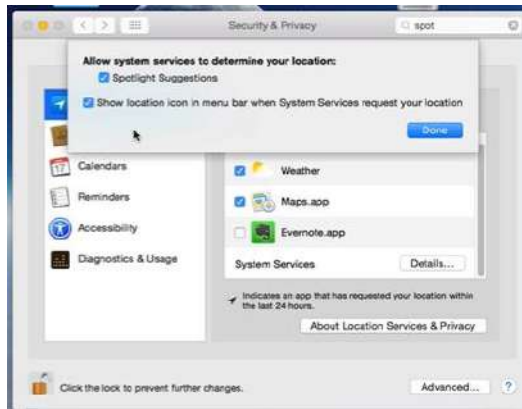 Security & Privacy
spot
Allow system services to determine your location:
Spotlight Suggestions
Show location icon in menu bar when System Services request your location
Done
17
Calendars
Weather
Reminders
Maps.app
Accessibility
Evernote.app
Diagnostics & Usage
System Services
Details...
Indicates an app that has requested your location within
the last 24 hours.
About Location Services & Privacy
Click the lock to prevent further changes.
Advanced...
?